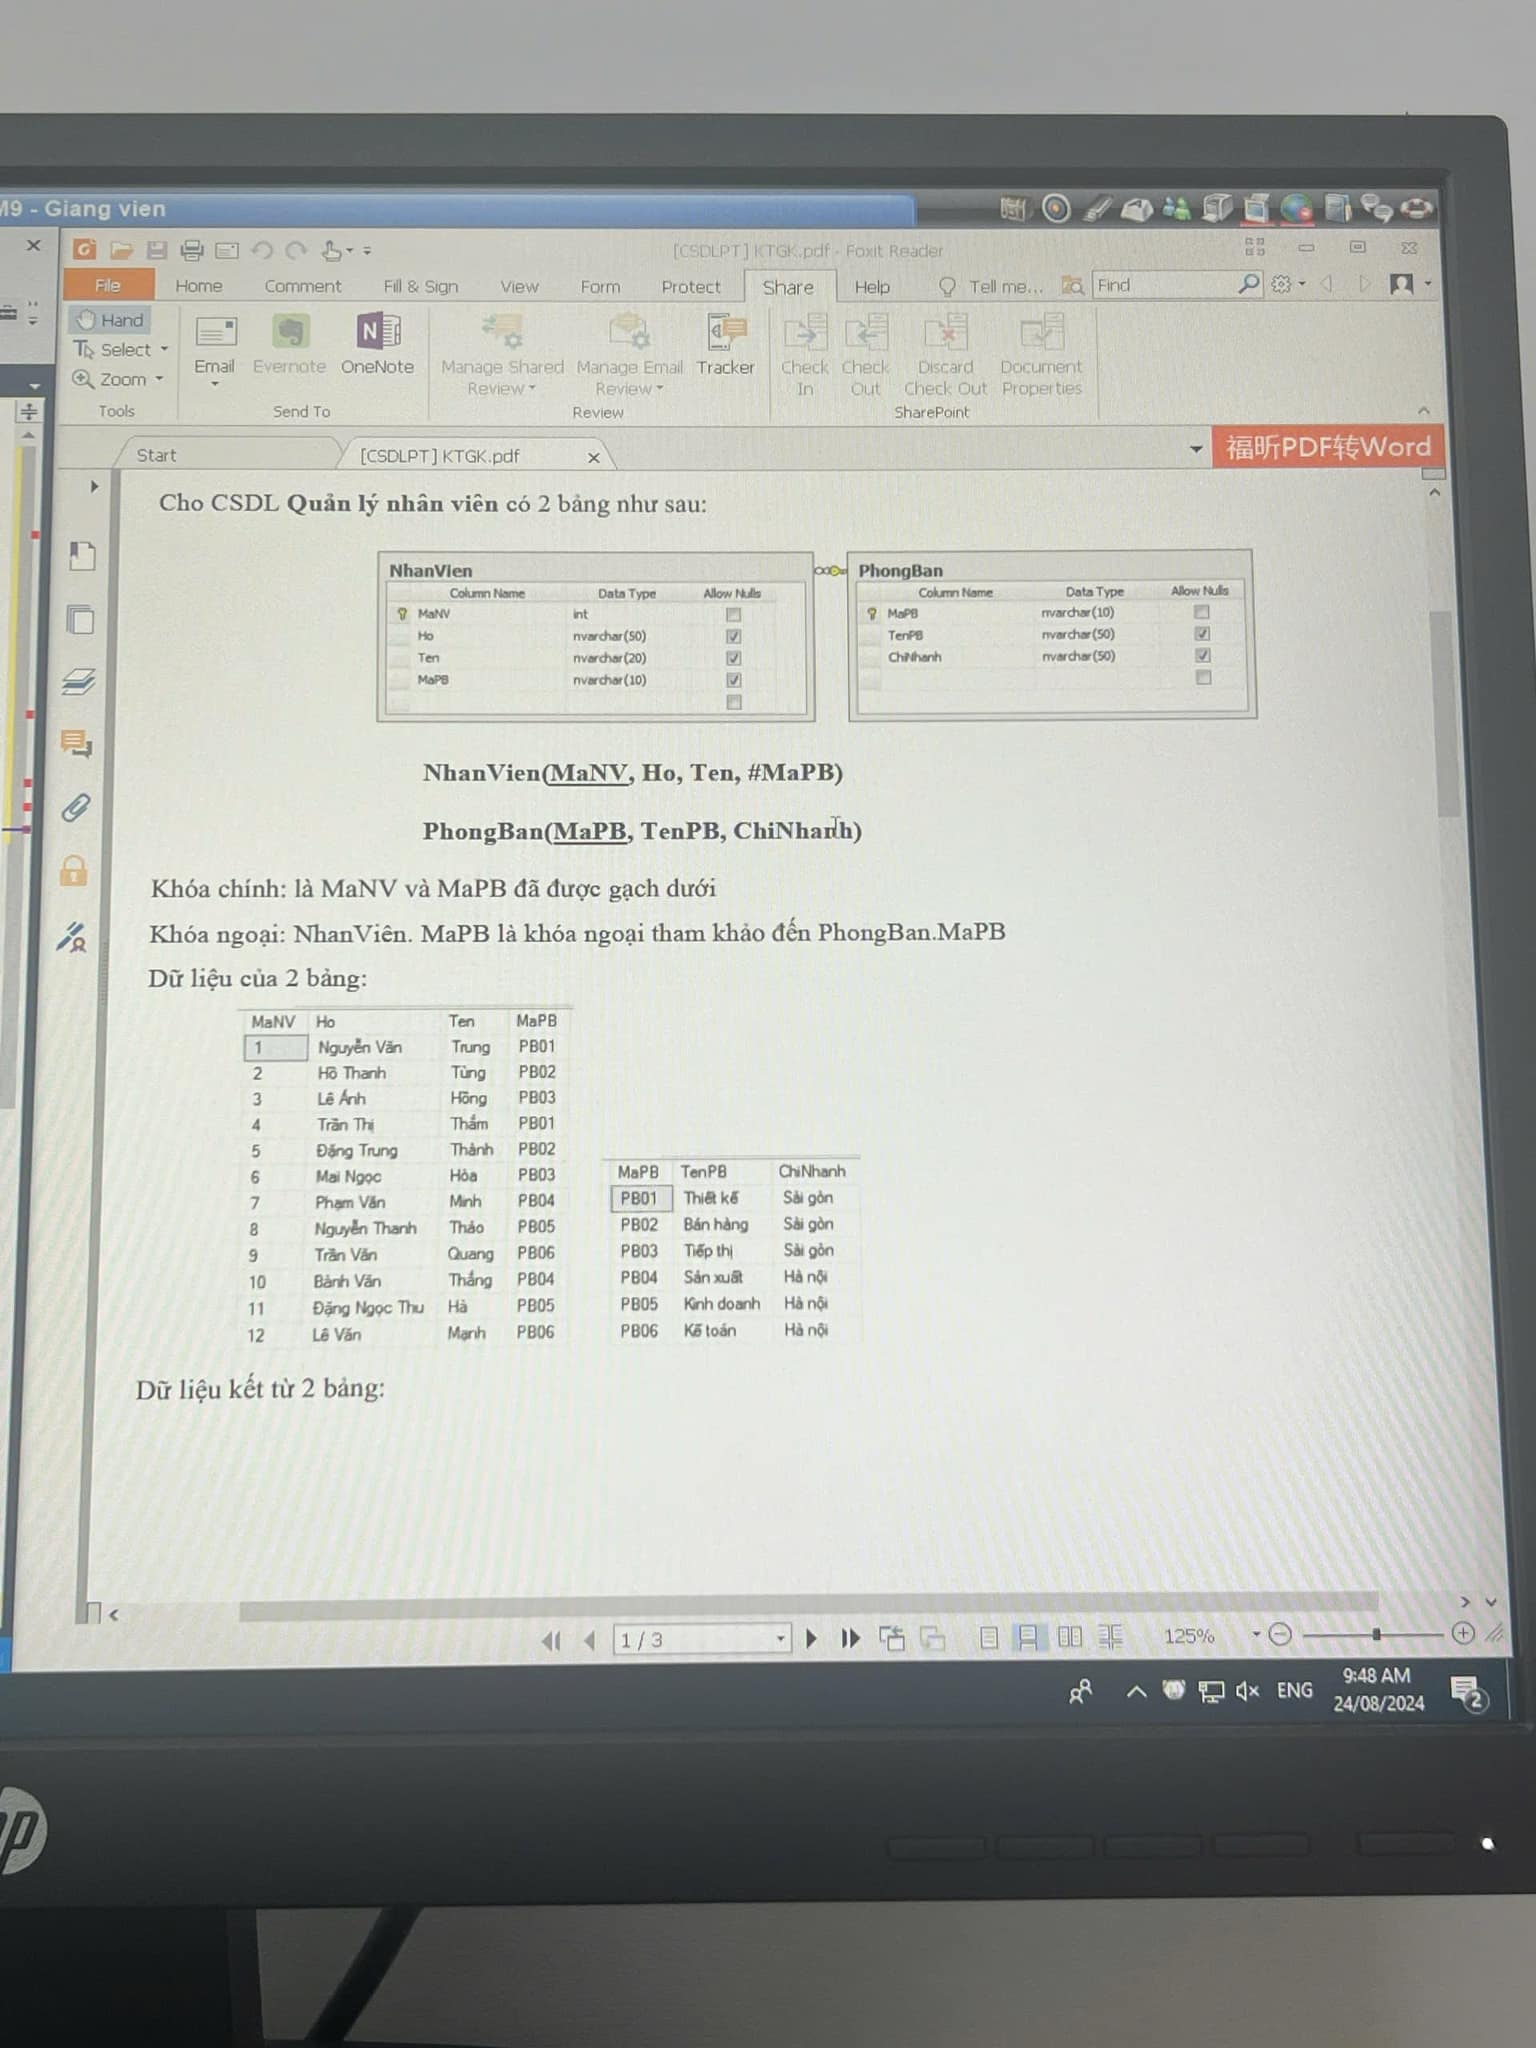 M9 - Giang vien
[CSDLPT] KTGK.pdf - Foxit Reader
File Home Comment Fill & Sign View Form Protect Share Help Tell me... Find
Hand
Select
Zoom
Tools
Email
Evernote
OneNote
Send To
Manage Shared Review
Manage Email Review
Tracker
Review
Check In
Check Out
Discard Check Out
Document Properties
SharePoint
Start
[CSDLPT] KTGK.pdf
福昕PDF转Word
Cho CSDL Quản lý nhân viên có 2 bảng như sau:
NhanVien
Column Name Data Type Allow Nulls
MaNV int
Ho nvarchar(50)
Ten nvarchar(20)
MaPB nvarchar(10)
PhongBan
Column Name Data Type Allow Nulls
MaPB nvarchar(10)
TenPB nvarchar(50)
ChiNhanh nvarchar(50)
NhanVien(MaNV, Ho, Ten, #MaPB)
PhongBan(MaPB, TenPB, ChiNhanh)
Khóa chính: là MaNV và MaPB đã được gạch dưới
Khóa ngoại: NhanViên. MaPB là khóa ngoại tham khảo đến PhongBan.MaPB
Dữ liệu của 2 bảng:
MaNV Ho Ten MaPB
1 Nguyễn Văn Trung PB01
2 Hồ Thanh Tùng PB02
3 Lê Ánh Hồng PB03
4 Trần Thị Thắm PB01
5 Đặng Trung Thành PB02
6 Mai Ngọc Hòa PB03
7 Phạm Văn Minh PB04
8 Nguyễn Thanh Thảo PB05
9 Trần Văn Quang PB06
10 Bành Văn Thắng PB04
11 Đặng Ngọc Thu Hà PB05
12 Lê Văn Mạnh PB06
MaPB TenPB ChiNhanh
PB01 Thiết kế Sài gòn
PB02 Bán hàng Sài gòn
PB03 Tiếp thị Sài gòn
PB04 Sản xuất Hà nội
PB05 Kinh doanh Hà nội
PB06 Kế toán Hà nội
Dữ liệu kết từ 2 bảng:
1 / 3
125%
ENG
9:48 AM
24/08/2024
2
hp